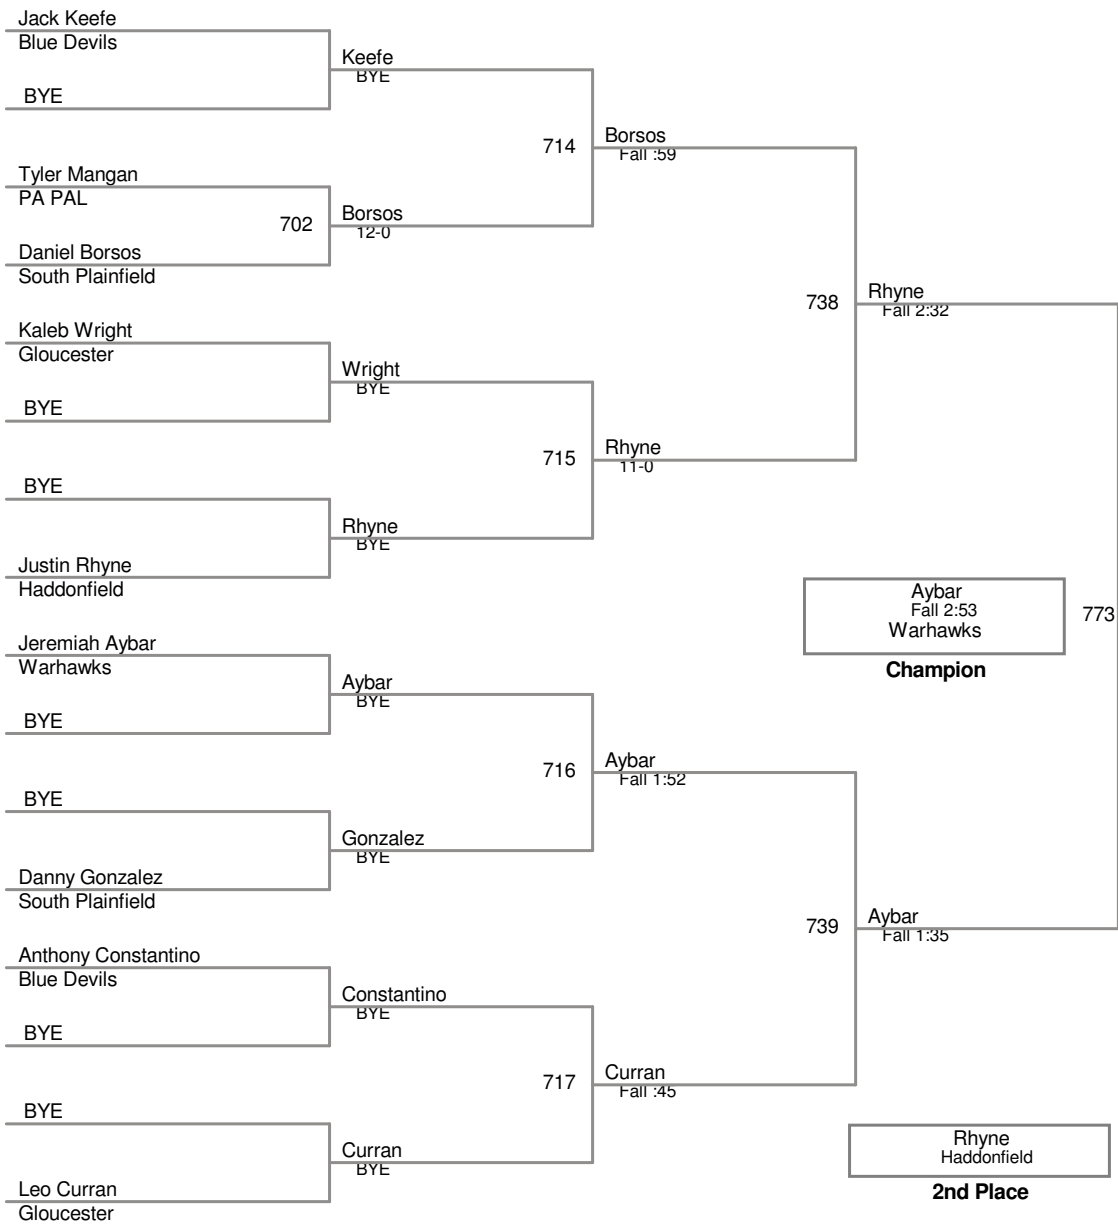 Jack Keefe
Blue Devils
Keefe
BYE
BYE
714
Borsos
Fall :59
Tyler Mangan
PA PAL
702
Borsos
12-0
Daniel Borsos
South Plainfield
738
Rhyne
Fall 2:32
Kaleb Wright
Gloucester
Wright
BYE
BYE
715
Rhyne
11-0
BYE
Rhyne
BYE
Justin Rhyne
Haddonfield
Aybar
Fall 2:53
Warhawks
773
Champion
Jeremiah Aybar
Warhawks
Aybar
BYE
BYE
716
Aybar
Fall 1:52
BYE
Gonzalez
BYE
Danny Gonzalez
South Plainfield
739
Aybar
Fall 1:35
Anthony Constantino
Blue Devils
Constantino
BYE
BYE
717
Curran
Fall :45
BYE
Curran
BYE
Leo Curran
Gloucester
Rhyne
Haddonfield
2nd Place